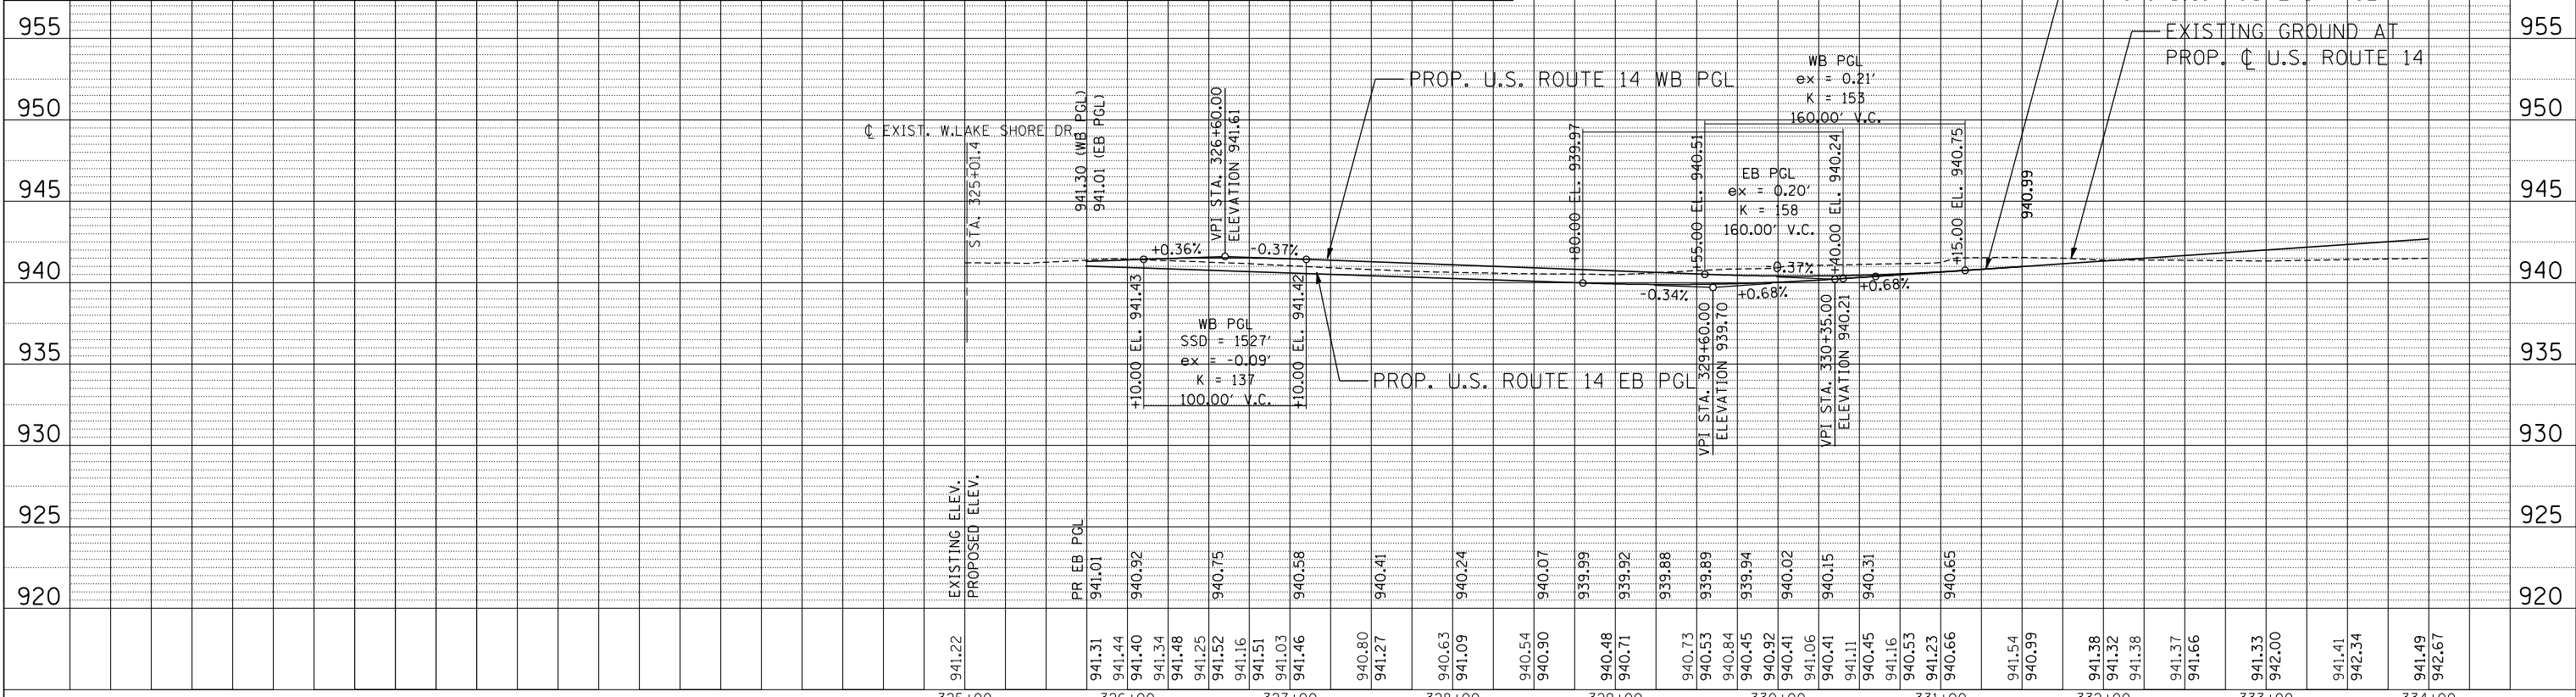 955
950
945
940
935
930
925
920
955
950
945
940
935
930
925
920
EXISTING GROUND AT
PROP. ℄ U.S. ROUTE 14
PROP. U.S. ROUTE 14 WB PGL
WB PGL
ex = 0.21'
K = 153
160.00' V.C.
℄ EXIST. W.LAKE SHORE DR.
STA. 325+01.4
941.30 (WB PGL)
941.01 (EB PGL)
VPI STA. 326+60.00
ELEVATION 941.61
+80.00 EL. 939.97
+55.00 EL. 940.51
EB PGL
ex = 0.20'
K = 158
160.00' V.C.
+40.00 EL. 940.24
+15.00 EL. 940.75
940.99
+0.36%
-0.37%
-0.37%
-0.34%
+0.68%
+0.68%
+10.00 EL. 941.43
WB PGL
SSD = 1527'
ex = -0.09'
K = 137
100.00' V.C.
+10.00 EL. 941.42
PROP. U.S. ROUTE 14 EB PGL
VPI STA. 329+60.00
ELEVATION 939.70
VPI STA. 330+35.00
ELEVATION 940.21
EXISTING ELEV.
PROPOSED ELEV.
PR EB PGL
941.01
940.92
940.75
940.58
940.41
940.24
940.07
939.99
939.92
939.88
939.89
939.94
940.02
940.15
940.31
940.65
941.22
941.31
941.44
941.40
941.34
941.48
941.25
941.52
941.16
941.51
941.03
941.46
940.80
941.27
940.63
941.09
940.54
940.90
940.48
940.71
940.73
940.53
940.84
940.45
940.92
940.41
941.06
940.41
941.11
940.45
941.16
940.53
941.23
940.66
941.54
940.99
941.38
941.32
941.38
941.37
941.66
941.33
942.00
941.41
942.34
941.49
942.67